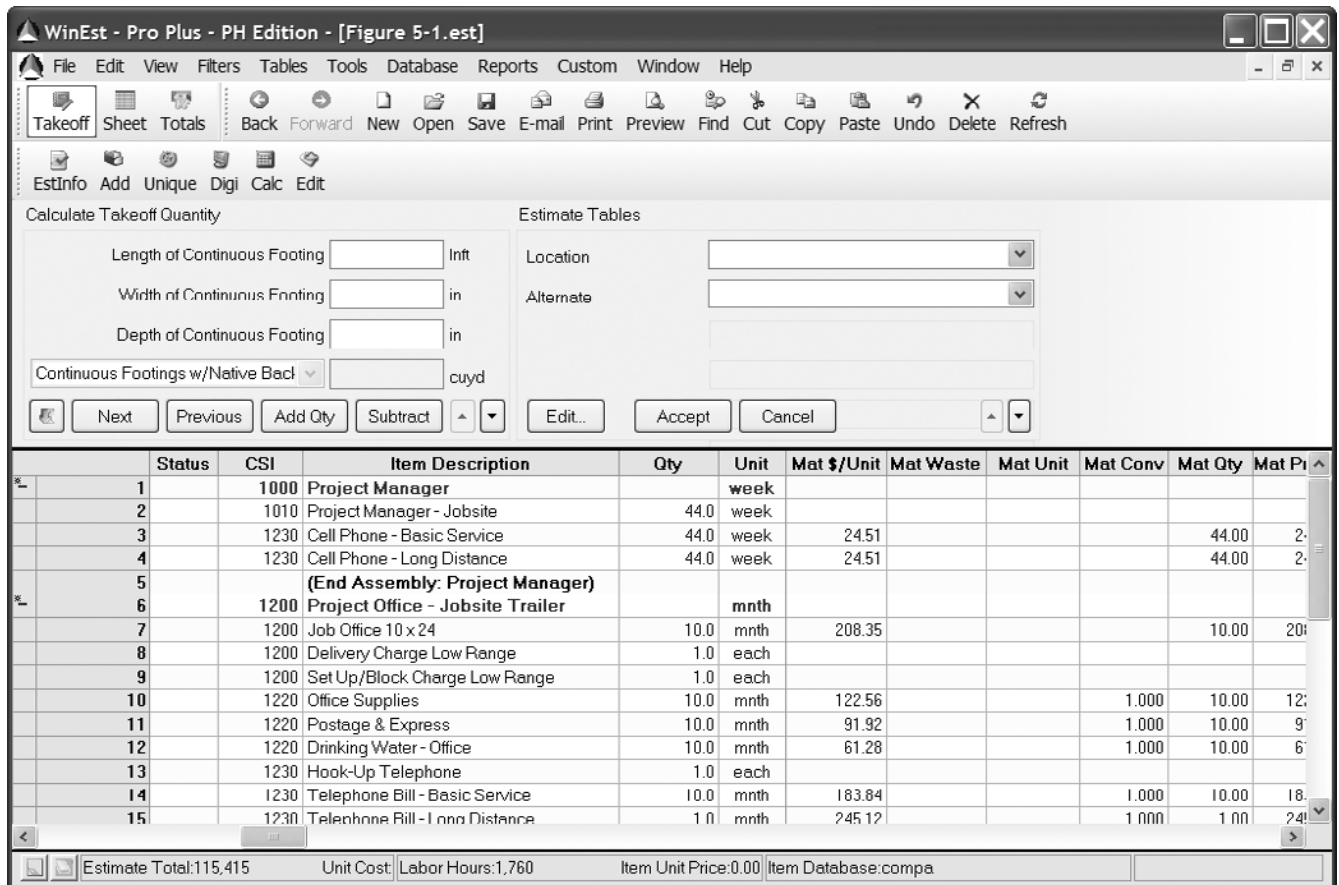 WinEst - Pro Plus - PH Edition - [Figure 5-1.est]
File Edit View Filters Tables Tools Database Reports Custom Window Help
Takeoff Sheet Totals Back Forward New Open Save E-mail Print Preview Find Cut Copy Paste Undo Delete Refresh
EstInfo Add Unique Digi Calc Edit
Calculate Takeoff Quantity Estimate Tables
Length of Continuous Footing lnft Location
Width of Continuous Footing in Alternate
Depth of Continuous Footing in
Continuous Footings w/Native Back cuyd
Next Previous Add Qty Subtract Edit... Accept Cancel
Status CSI Item Description Qty Unit Mat $/Unit Mat Waste Mat Unit Mat Conv Mat Qty Mat
1 1000 Project Manager week
2 1010 Project Manager - Jobsite 44.0 week
3 1230 Cell Phone - Basic Service 44.0 week 24.51 44.00
4 1230 Cell Phone - Long Distance 44.0 week 24.51 44.00
5 (End Assembly: Project Manager)
6 1200 Project Office - Jobsite Trailer mnth
7 1200 Job Office 10 x 24 10.0 mnth 208.35 10.00
8 1200 Delivery Charge Low Range 1.0 each
9 1200 Set Up/Block Charge Low Range 1.0 each
10 1220 Office Supplies 10.0 mnth 122.56 1.000 10.00
11 1220 Postage & Express 10.0 mnth 91.92 1.000 10.00
12 1220 Drinking Water - Office 10.0 mnth 61.28 1.000 10.00
13 1230 Hook-Up Telephone 1.0 each
14 1230 Telephone Bill - Basic Service 10.0 mnth 183.84 1.000 10.00
15 1230 Telephone Bill - Long Distance 1.0 mnth 245.12 1.000 1.00
Estimate Total:115,415 Unit Cost: Labor Hours:1,760 Item Unit Price:0.00 Item Database:compa